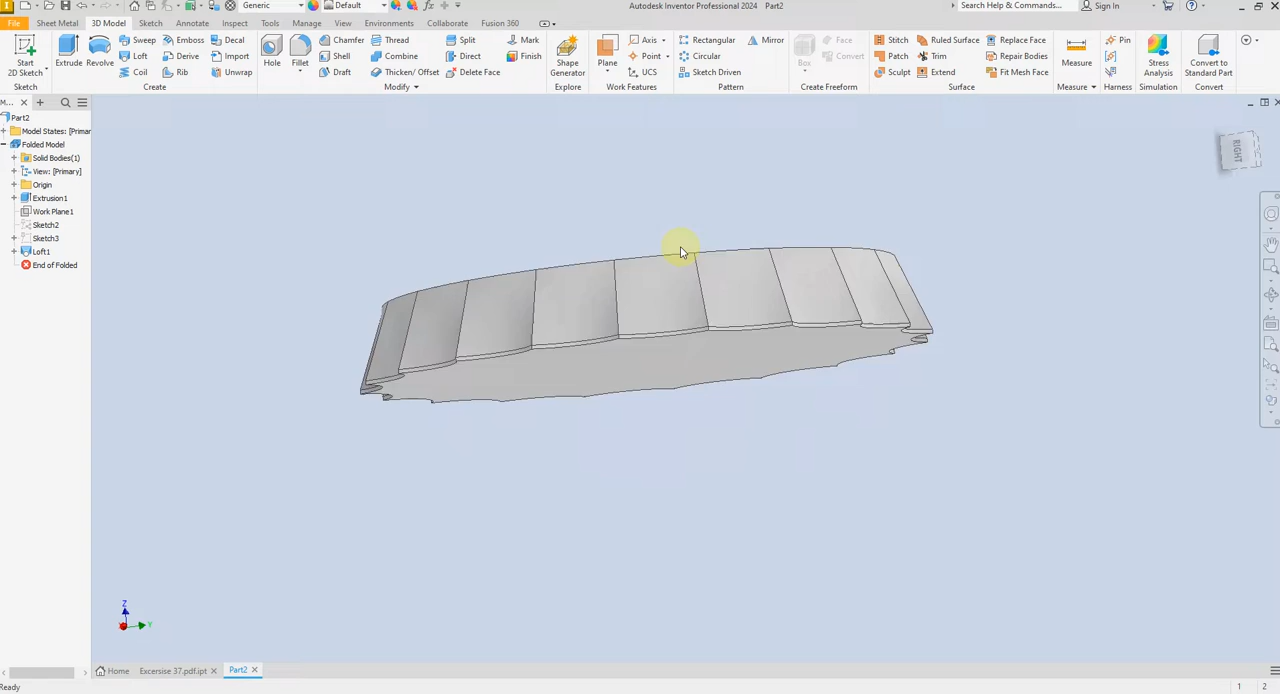 Generic Default Autodesk Inventor Professional 2024 Part2 Search Help & Commands... Sign In
File Sheet Metal 3D Model Sketch Annotate Inspect Tools Manage View Environments Collaborate Fusion 360
Start 2D Sketch Extrude Revolve Sweep Emboss Decal Hole Fillet Chamfer Thread Split Mark Shape Generator Plane Axis Rectangular Mirror Box Face Stitch Ruled Surface Replace Face Measure Pin Stress Analysis Convert to Standard Part
Loft Derive Import Shell Combine Direct Finish Point Circular Convert Patch Trim Repair Bodies
Coil Rib Unwrap Draft Thicken/ Offset Delete Face UCS Sketch Driven Sculpt Extend Fit Mesh Face
Sketch Create Modify Explore Work Features Pattern Create Freeform Surface Measure Harness Simulation Convert
M...
Part2
Model States: [Primar
Folded Model
Solid Bodies(1)
View: [Primary]
Origin
Extrusion1
Work Plane1
Sketch2
Sketch3
Loft1
End of Folded
RIGHT
Z
Y
Home Excersise 37.pdf.ipt Part2
Ready 1 2